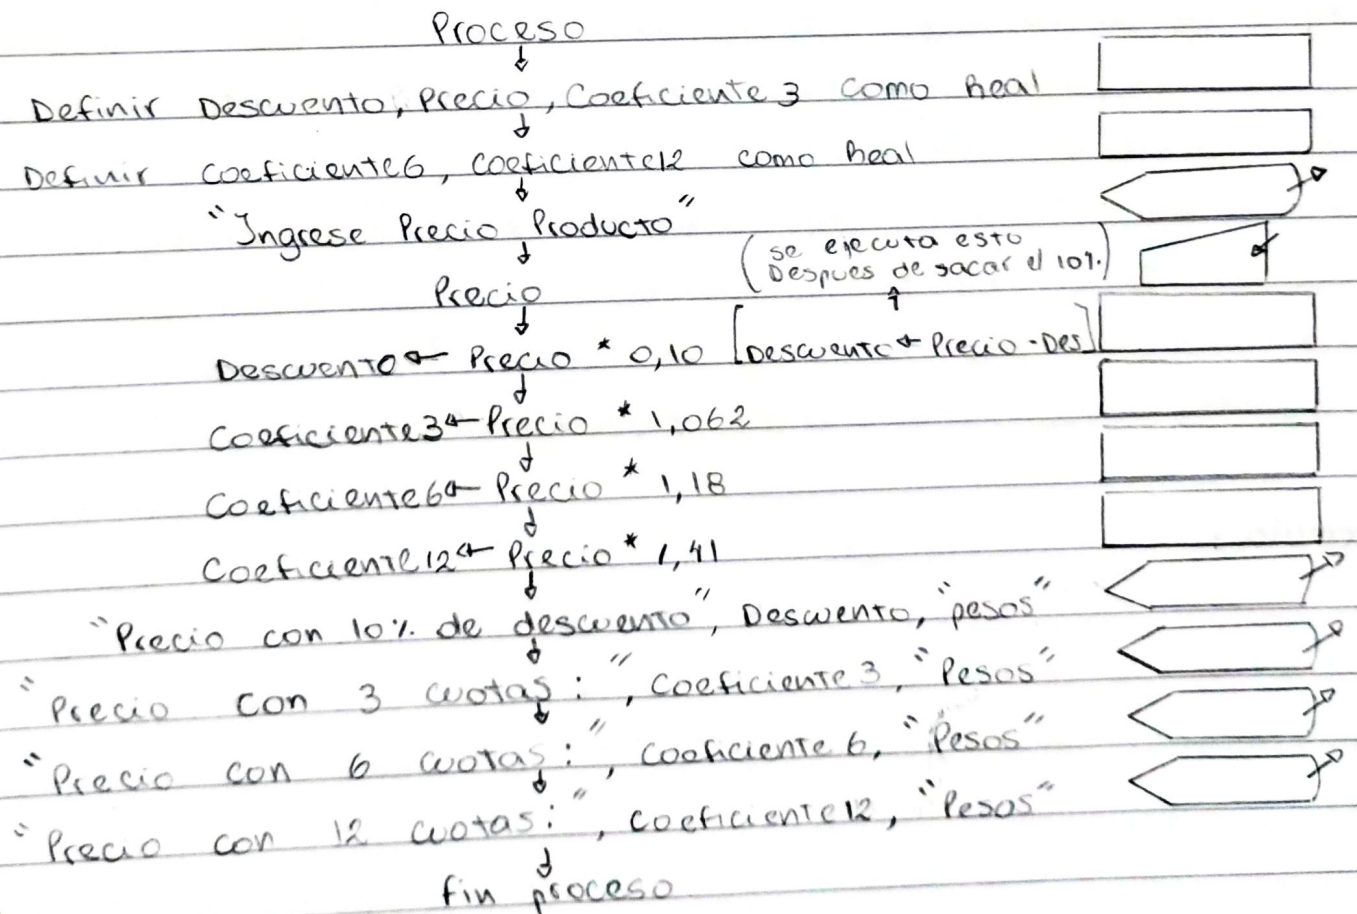 Proceso
Definir Descuento, Precio, Coeficiente 3 como Real
Definir Coeficiente6, Coeficiente12 como Real
"Ingrese Precio Producto"
(se ejecuta esto
Despues de sacar el 10%)
Precio
Descuento ← Precio * 0,10 [Descuento ← Precio - Des]
Coeficiente3 ← Precio * 1,062
Coeficiente6 ← Precio * 1,18
Coeficiente12 ← Precio * 1,41
"Precio con 10% de descuento", Descuento, "pesos"
"Precio con 3 cuotas:", Coeficiente 3, "Pesos"
"Precio con 6 cuotas:", Coeficiente 6, "Pesos"
"Precio con 12 cuotas:", Coeficiente12, "Pesos"
fin proceso